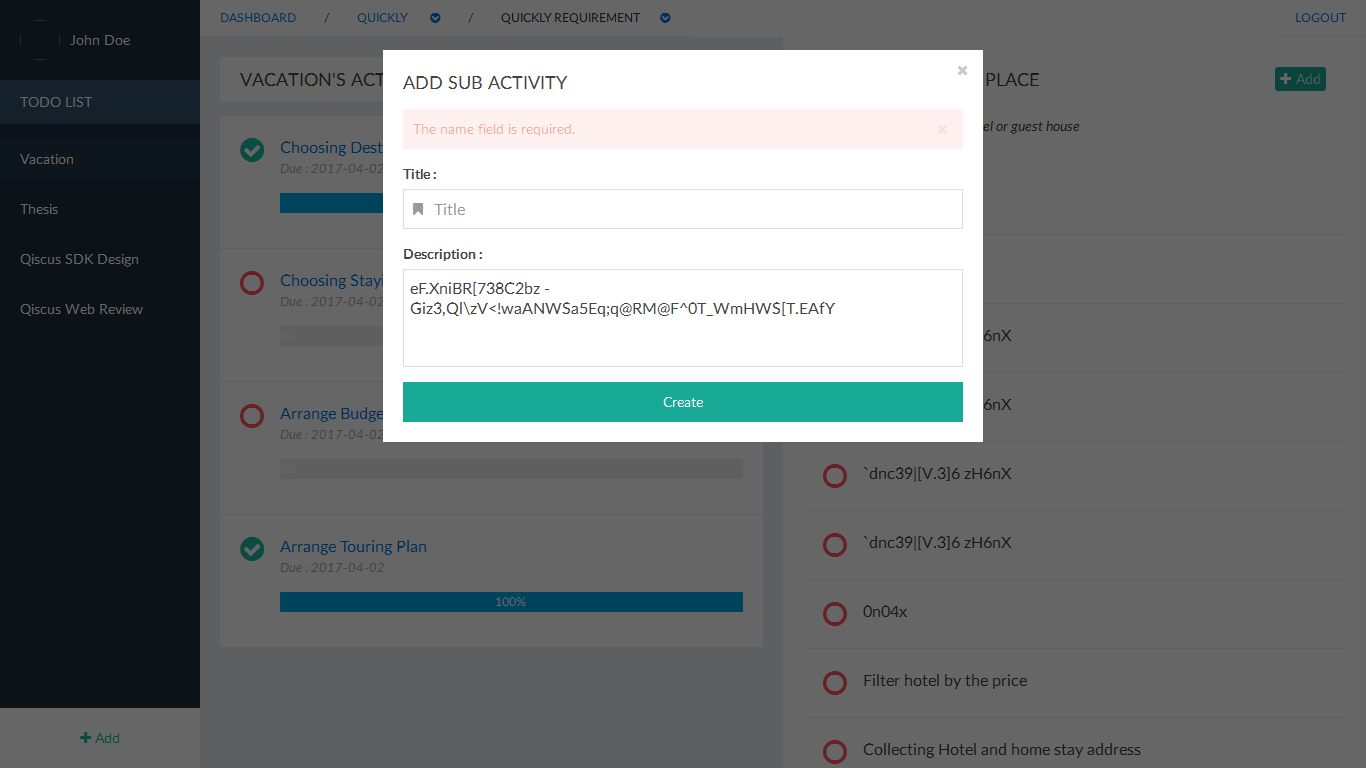 John Doe
TODO LIST
Vacation
Thesis
Qiscus SDK Design
Qiscus Web Review
Add
DASHBOARD / QUICKLY / QUICKLY REQUIREMENT
LOGOUT
VACATION'S ACT
Choosing Dest
Due : 2017-04-02
Choosing Stayi
0%
Arrange Budge
Due : 2017-04-02
0%
Arrange Touring Plan
Due : 2017-04-02
100%
ADD SUB ACTIVITY
The name field is required.
Title :
Title
Description :
eF.XniBR[738C2bz -
Giz3,Ql\zV<!waANW$a5Eq;q@RM@F^0T_WmHW$[T.EAfY
Create
PLACE
Add
el or guest house
6nX
6nX
`dnc39|[V.3]6 zH6nX
`dnc39|[V.3]6 zH6nX
0n04x
Filter hotel by the price
Collecting Hotel and home stay address